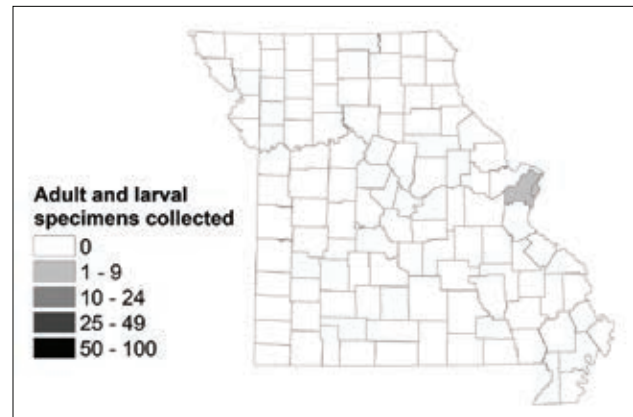 Adult and larval
specimens collected
0
1 - 9
10 - 24
25 - 49
50 - 100